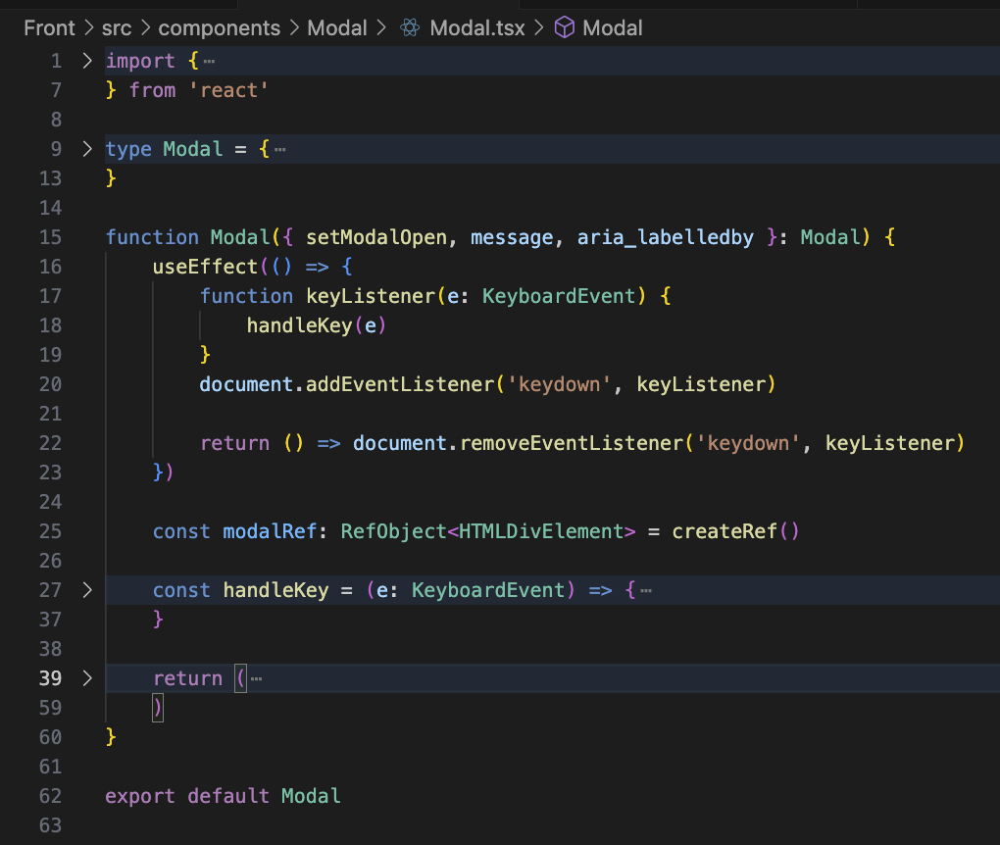 Front > src > components > Modal > Modal.tsx > Modal
1 > import { ⋯
7 } from 'react'
8
9 > type Modal = { ⋯
13 }
14
15 function Modal({ setModalOpen, message, aria_labelledby }: Modal) {
16     useEffect(() => {
17         function keyListener(e: KeyboardEvent) {
18             handleKey(e)
19         }
20         document.addEventListener('keydown', keyListener)
21
22         return () => document.removeEventListener('keydown', keyListener)
23     })
24
25     const modalRef: RefObject<HTMLDivElement> = createRef()
26
27 >     const handleKey = (e: KeyboardEvent) => { ⋯
37     }
38
39 >     return ( ⋯
59     )
60 }
61
62 export default Modal
63